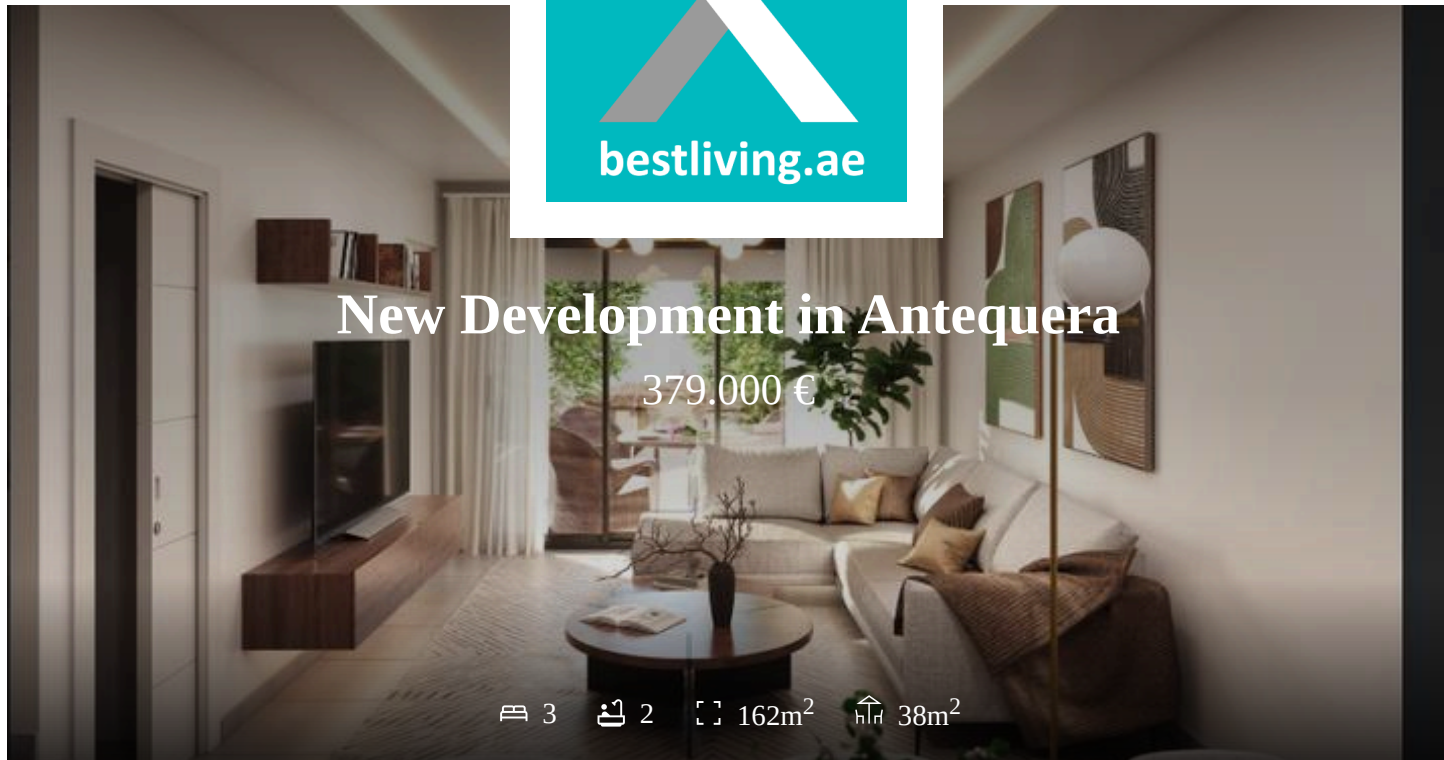 bestliving.ae
New Development in Antequera
379.000 €
3 2 162m² 38m²